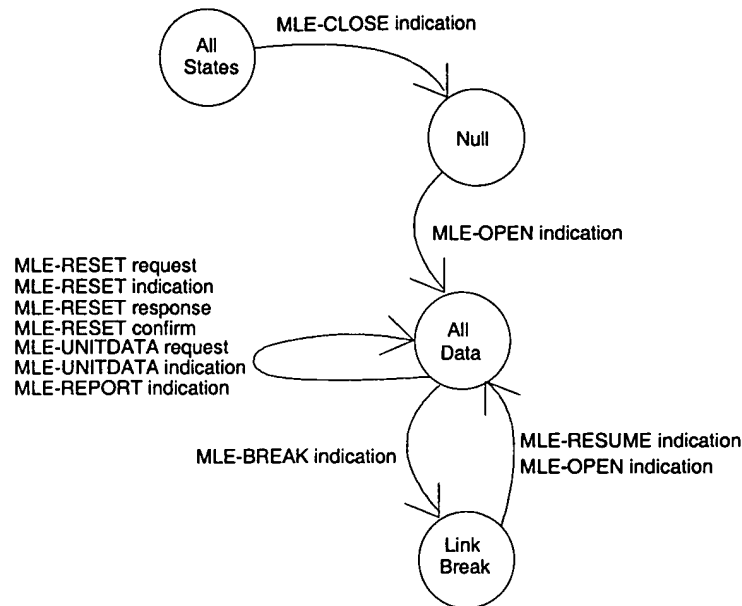 MLE-CLOSE indication
All
States
Null
MLE-OPEN indication
MLE-RESET request
MLE-RESET indication
MLE-RESET response
MLE-RESET confirm
MLE-UNITDATA request
MLE-UNITDATA indication
MLE-REPORT indication
All
Data
MLE-BREAK indication
MLE-RESUME indication
MLE-OPEN indication
Link
Break